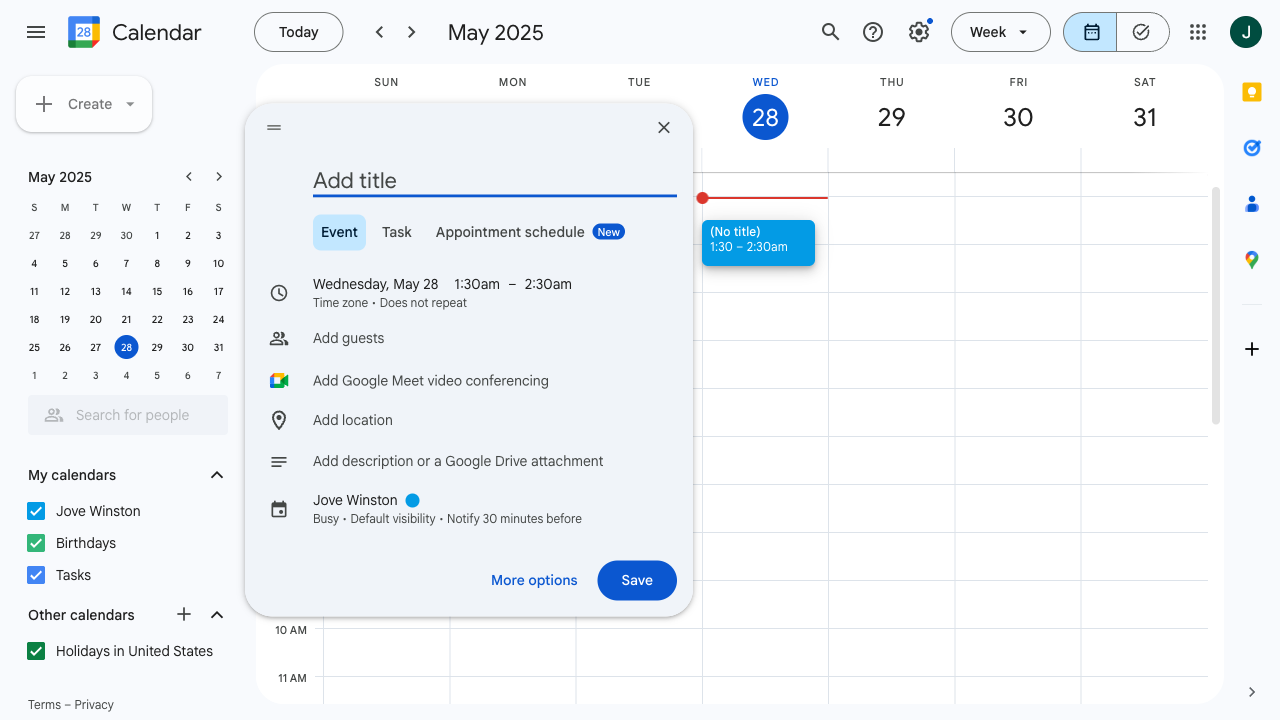 28 Calendar Today May 2025 Week J
Create
SUN MON TUE WED THU FRI SAT
28 29 30 31
May 2025
S M T W T F S
27 28 29 30 1 2 3
4 5 6 7 8 9 10
11 12 13 14 15 16 17
18 19 20 21 22 23 24
25 26 27 28 29 30 31
1 2 3 4 5 6 7
Search for people
My calendars
Jove Winston
Birthdays
Tasks
Other calendars
Holidays in United States
Terms – Privacy
Add title
Event Task Appointment schedule New
Wednesday, May 28 1:30am – 2:30am
Time zone • Does not repeat
Add guests
Add Google Meet video conferencing
Add location
Add description or a Google Drive attachment
Jove Winston
Busy • Default visibility • Notify 30 minutes before
More options Save
(No title)
1:30 – 2:30am
10 AM
11 AM